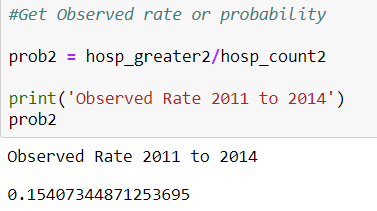 #Get Observed rate or probability
prob2 = hosp_greater2/hosp_count2
print('Observed Rate 2011 to 2014')
prob2
Observed Rate 2011 to 2014
0.15407344871253695